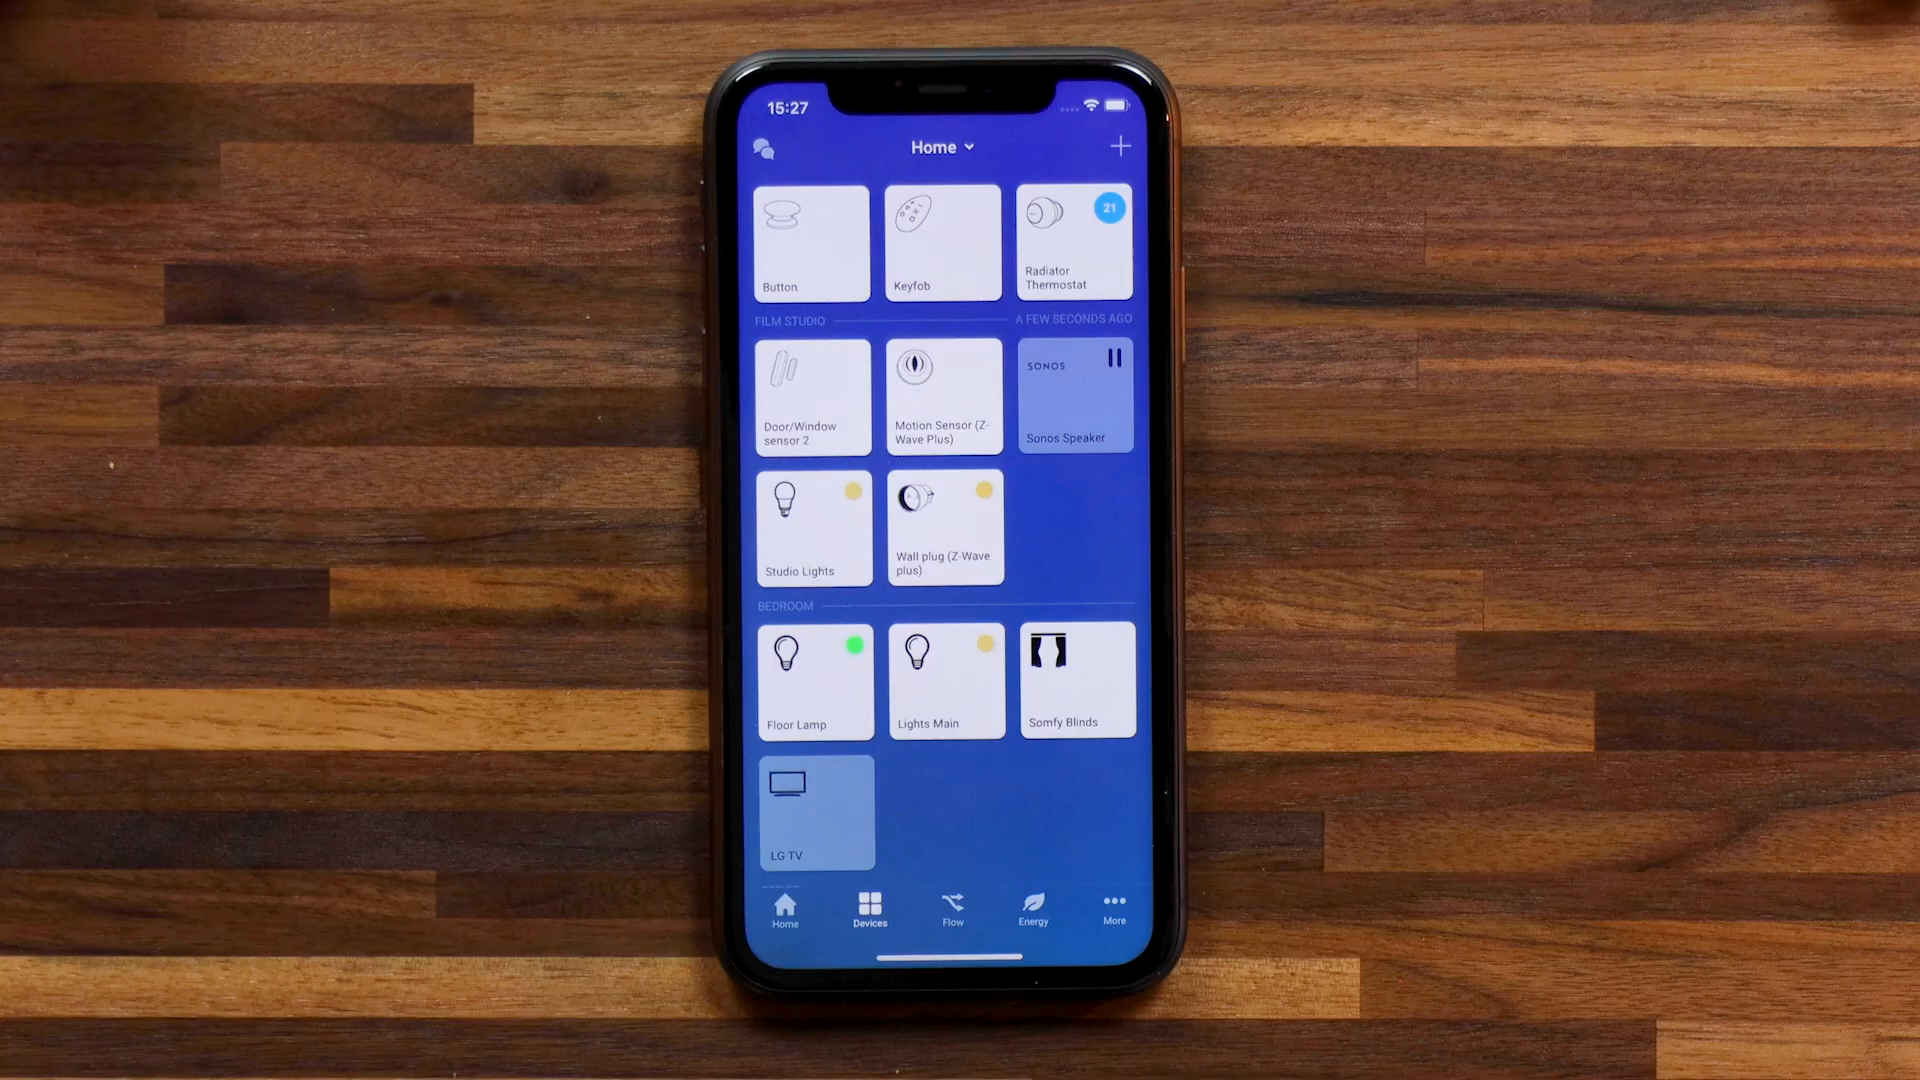 15:27
Home
Button
Keyfob
21
Radiator
Thermostat
FILM STUDIO
A FEW SECONDS AGO
Door/Window
sensor 2
Motion Sensor (Z-
Wave Plus)
SONOS
Sonos Speaker
Studio Lights
Wall plug (Z-Wave
plus)
BEDROOM
Floor Lamp
Lights Main
Somfy Blinds
LG TV
Home
Devices
Flow
Energy
More